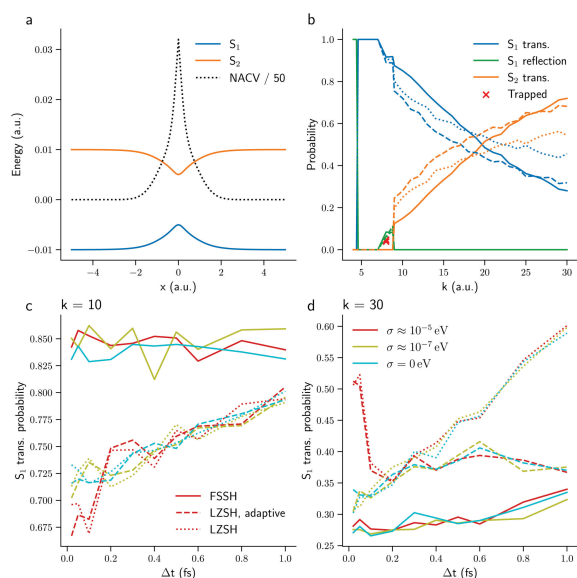 a
b
0.03
0.02
0.01
0.00
−0.01
Energy (a.u.)
−4
−2
0
2
4
x (a.u.)
S₁
S₂
NACV / 50
1.0
0.8
0.6
0.4
0.2
0.0
Probability
5
10
15
20
25
30
k (a.u.)
S₁ trans.
S₁ reflection
S₂ trans.
Trapped
c
k = 10
0.850
0.825
0.800
0.775
0.750
0.725
0.700
0.675
S₁ trans. probability
0.0
0.2
0.4
0.6
0.8
1.0
Δt (fs)
FSSH
LZSH, adaptive
LZSH
d
k = 30
0.60
0.55
0.50
0.45
0.40
0.35
0.30
0.25
S₁ trans. probability
0.0
0.2
0.4
0.6
0.8
1.0
Δt (fs)
σ ≈ 10⁻⁵ eV
σ ≈ 10⁻⁷ eV
σ = 0 eV